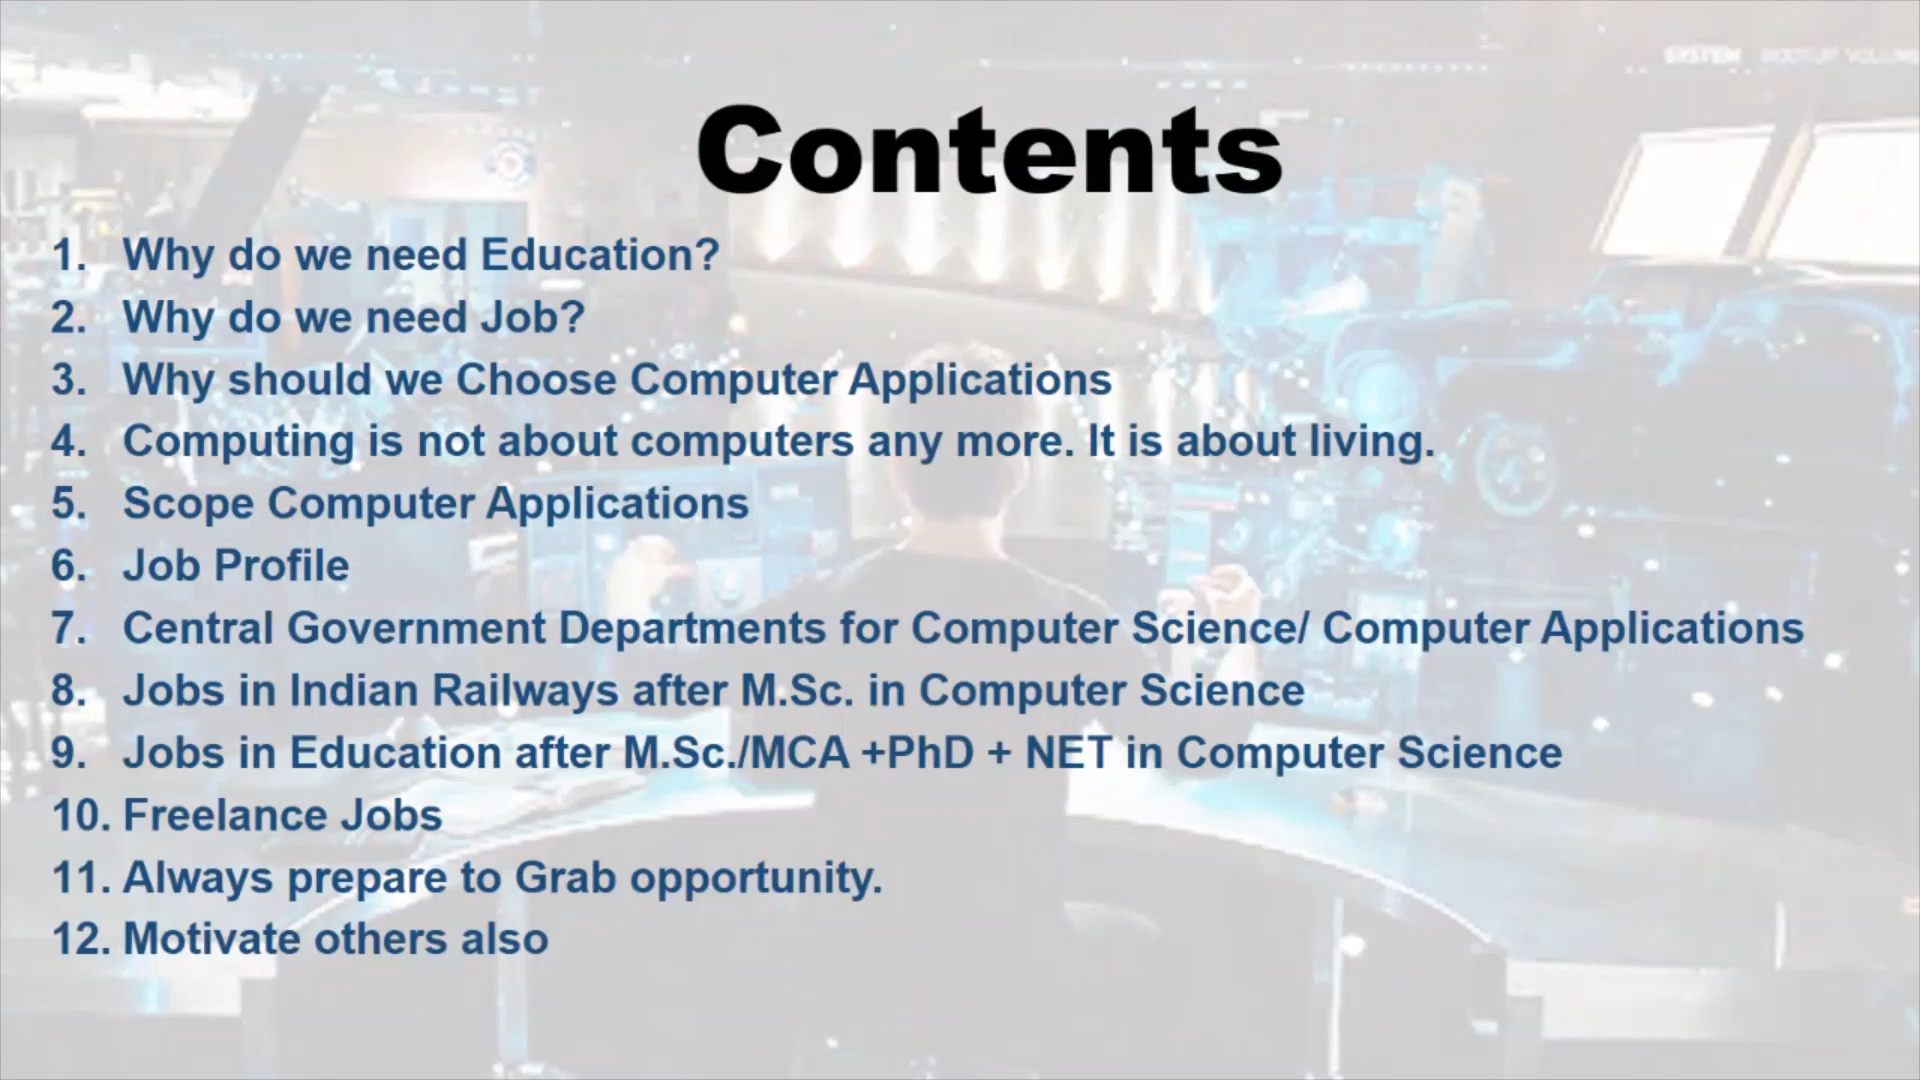 SYSTEM
Contents
1. Why do we need Education?
2. Why do we need Job?
3. Why should we Choose Computer Applications
4. Computing is not about computers any more. It is about living.
5. Scope Computer Applications
6. Job Profile
7. Central Government Departments for Computer Science/ Computer Applications
8. Jobs in Indian Railways after M.Sc. in Computer Science
9. Jobs in Education after M.Sc./MCA +PhD + NET in Computer Science
10. Freelance Jobs
11. Always prepare to Grab opportunity.
12. Motivate others also